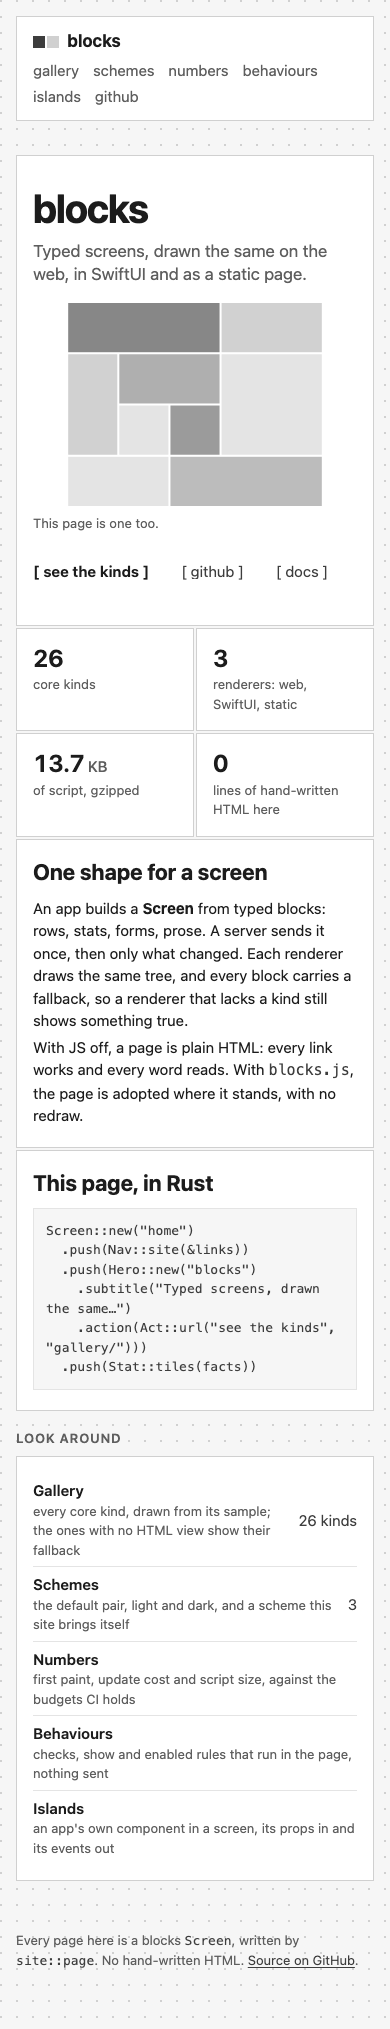 blocks
gallery schemes numbers behaviours
islands github
blocks
Typed screens, drawn the same on the
web, in SwiftUI and as a static page.
This page is one too.
[ see the kinds ] [ github ] [ docs ]
26
core kinds
3
renderers: web,
SwiftUI, static
13.7 KB
of script, gzipped
0
lines of hand-written
HTML here
One shape for a screen
An app builds a Screen from typed blocks:
rows, stats, forms, prose. A server sends it
once, then only what changed. Each renderer
draws the same tree, and every block carries a
fallback, so a renderer that lacks a kind still
shows something true.
With JS off, a page is plain HTML: every link
works and every word reads. With blocks.js,
the page is adopted where it stands, with no
redraw.
This page, in Rust
Screen::new("home")
  .push(Nav::site(&links))
  .push(Hero::new("blocks")
    .subtitle("Typed screens, drawn
the same…")
    .action(Act::url("see the kinds",
"gallery/")))
  .push(Stat::tiles(facts))
LOOK AROUND
Gallery
every core kind, drawn from its sample;
the ones with no HTML view show their
fallback
26 kinds
Schemes
the default pair, light and dark, and a scheme this
site brings itself
3
Numbers
first paint, update cost and script size, against the
budgets CI holds
Behaviours
checks, show and enabled rules that run in the page,
nothing sent
Islands
an app's own component in a screen, its props in and
its events out
Every page here is a blocks Screen, written by
site::page. No hand-written HTML. Source on GitHub.